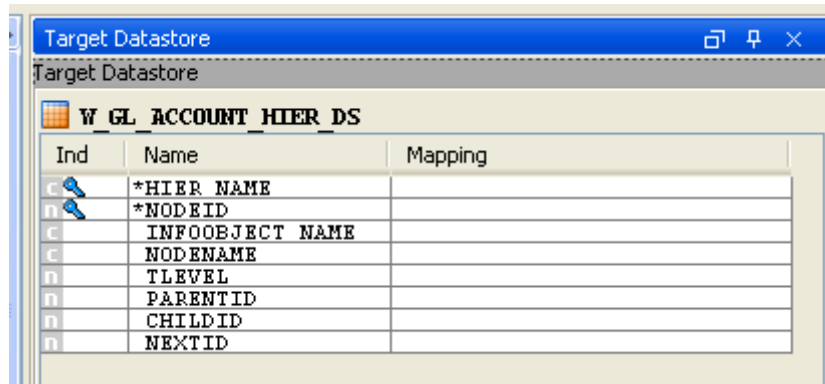 Target Datastore
Target Datastore
W_GL_ACCOUNT_HIER_DS
Ind Name Mapping
c *HIER_NAME
n *NODEID
c INFOOBJECT_NAME
c NODENAME
n TLEVEL
n PARENTID
n CHILDID
n NEXTID